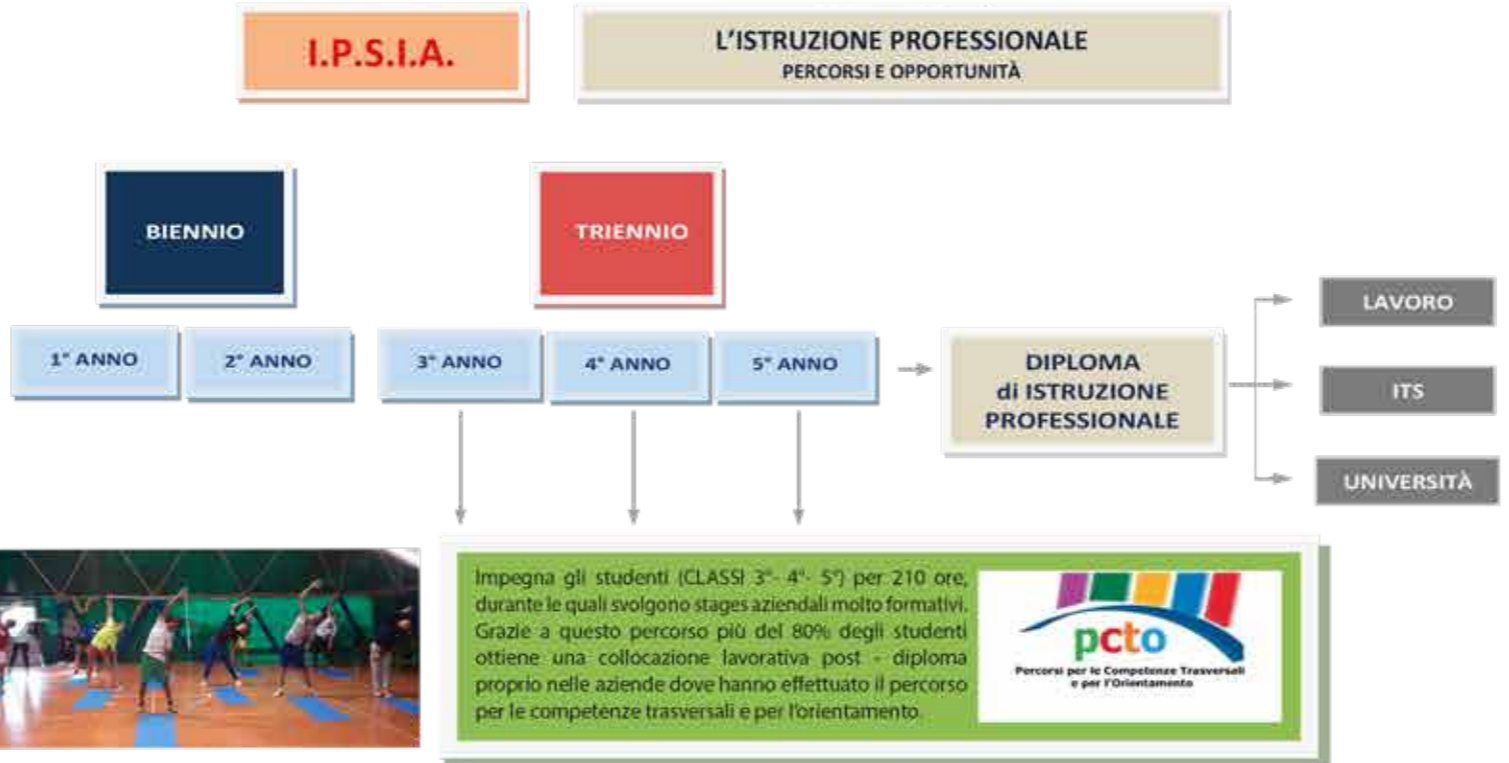 I.P.S.I.A.
L'ISTRUZIONE PROFESSIONALE
PERCORSI E OPPORTUNITÀ
BIENNIO
TRIENNIO
1° ANNO
2° ANNO
3° ANNO
4° ANNO
5° ANNO
DIPLOMA
di ISTRUZIONE
PROFESSIONALE
LAVORO
ITS
UNIVERSITÀ
Impegna gli studenti (CLASSI 3°- 4°- 5°) per 210 ore,
durante le quali svolgono stages aziendali molto formativi.
Grazie a questo percorso più del 80% degli studenti
ottiene una collocazione lavorativa post - diploma
proprio nelle aziende dove hanno effettuato il percorso
per le competenze trasversali e per l'orientamento.
pcto
Percorsi per le Competenze Trasversali
e per l'Orientamento